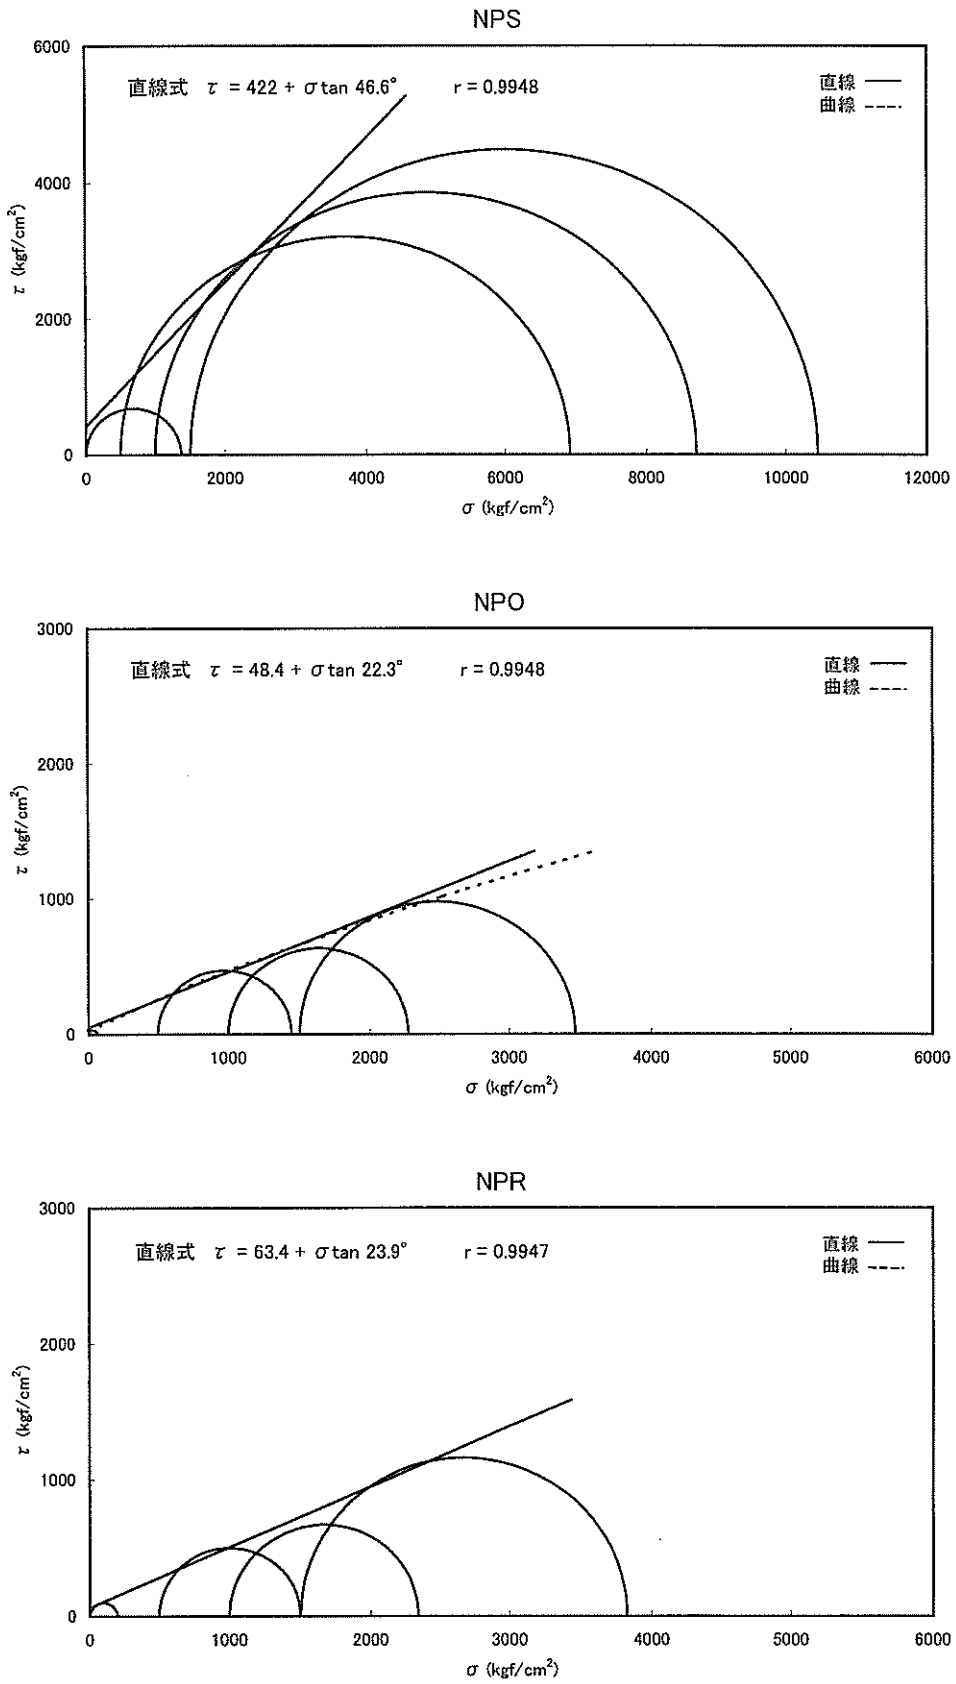 NPS
6000
直線式 τ = 422 + σ tan 46.6° r = 0.9948
直線
曲線
4000
τ (kgf/cm²)
2000
0
0 2000 4000 6000 8000 10000 12000
σ (kgf/cm²)
NPO
3000
直線式 τ = 48.4 + σ tan 22.3° r = 0.9948
直線
曲線
2000
τ (kgf/cm²)
1000
0
0 1000 2000 3000 4000 5000 6000
σ (kgf/cm²)
NPR
3000
直線式 τ = 63.4 + σ tan 23.9° r = 0.9947
直線
曲線
2000
τ (kgf/cm²)
1000
0
0 1000 2000 3000 4000 5000 6000
σ (kgf/cm²)